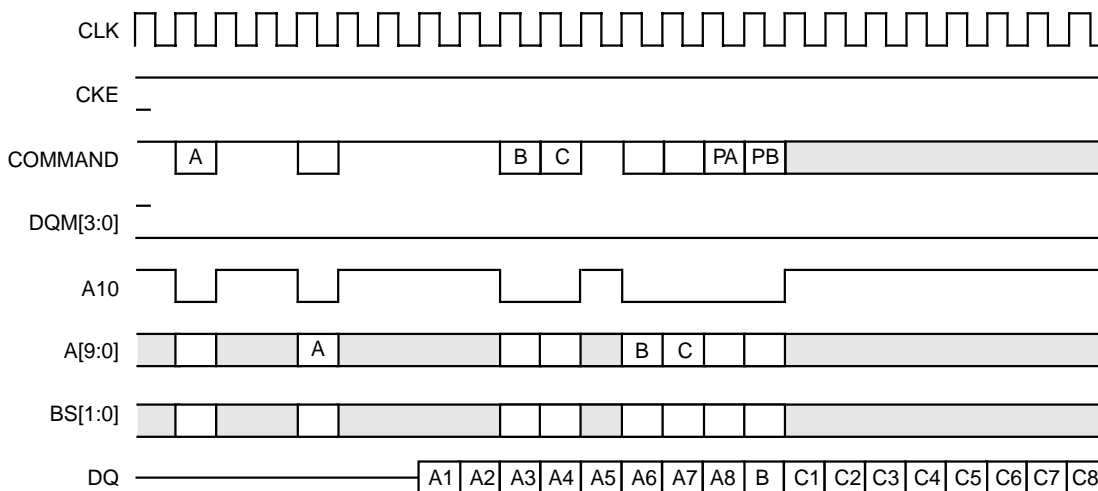 CLK
CKE
COMMAND A B C PA PB
DQM[3:0]
A10
A[9:0] A B C
BS[1:0]
DQ A1 A2 A3 A4 A5 A6 A7 A8 B C1 C2 C3 C4 C5 C6 C7 C8